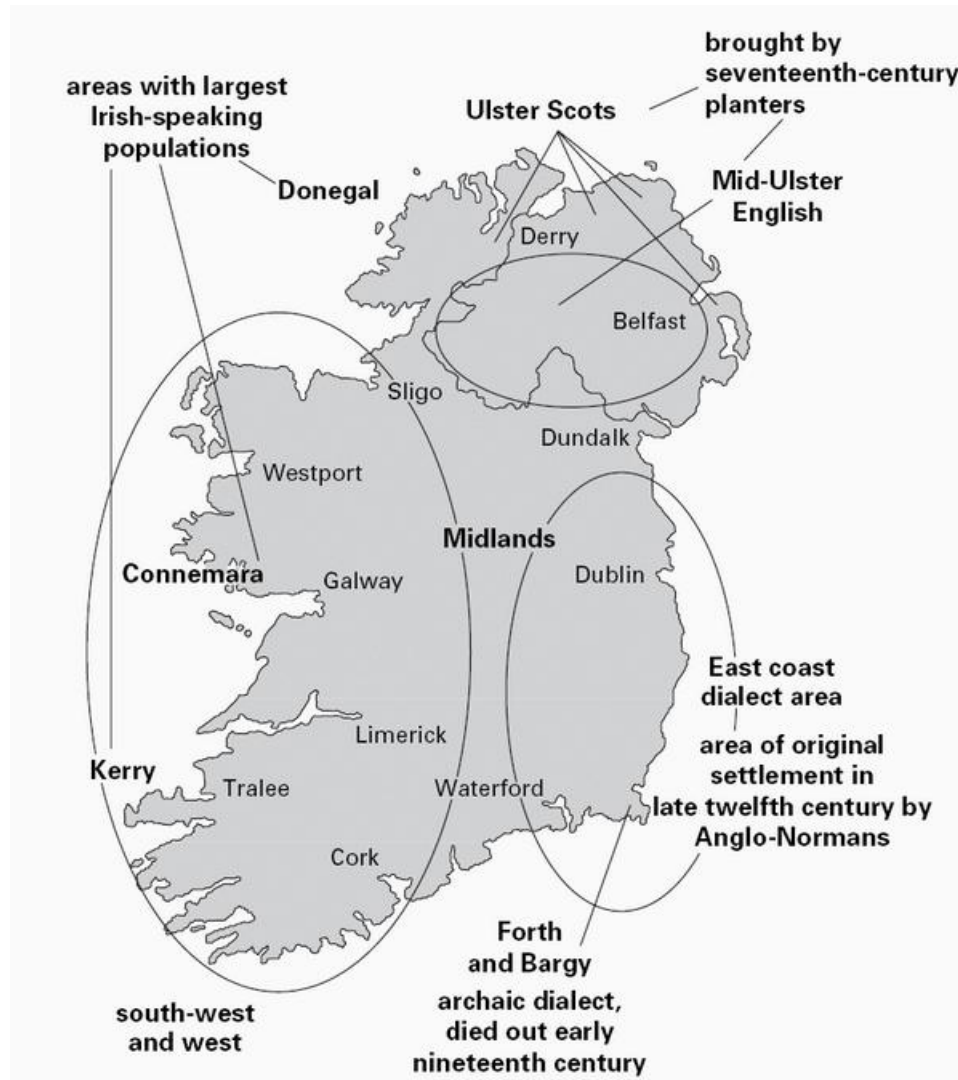 brought by
seventeenth-century
planters
areas with largest
Irish-speaking
populations
Ulster Scots
Donegal
Mid-Ulster
English
Derry
Belfast
Sligo
Dundalk
Westport
Midlands
Connemara
Galway
Dublin
East coast
dialect area
Limerick
area of original
settlement in
late twelfth century by
Anglo-Normans
Kerry
Tralee
Waterford
Cork
Forth
and Bargy
archaic dialect,
died out early
nineteenth century
south-west
and west